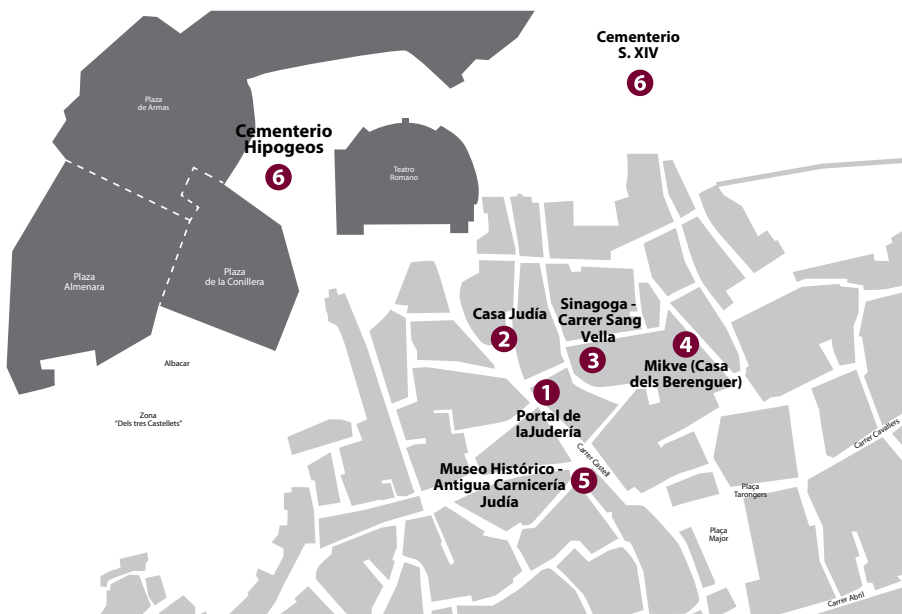 Cementerio
S. XIV
6
Plaza
de Armas
Cementerio
Hipogeos
6
Teatro
Romano
Plaza
Almenara
Plaza
de la Conillera
Casa Judía
2
Sinagoga -
Carrer Sang
Vella
3
4
Mikve (Casa
dels Berenguer)
Albacar
Zona
"Dels tres Castellets"
1
Portal de
laJudería
Carrer Castell
Carrer Cavallers
Museo Histórico -
Antigua Carnicería
Judía
5
Plaça
Tarongers
Plaça
Major
Carrer Abril